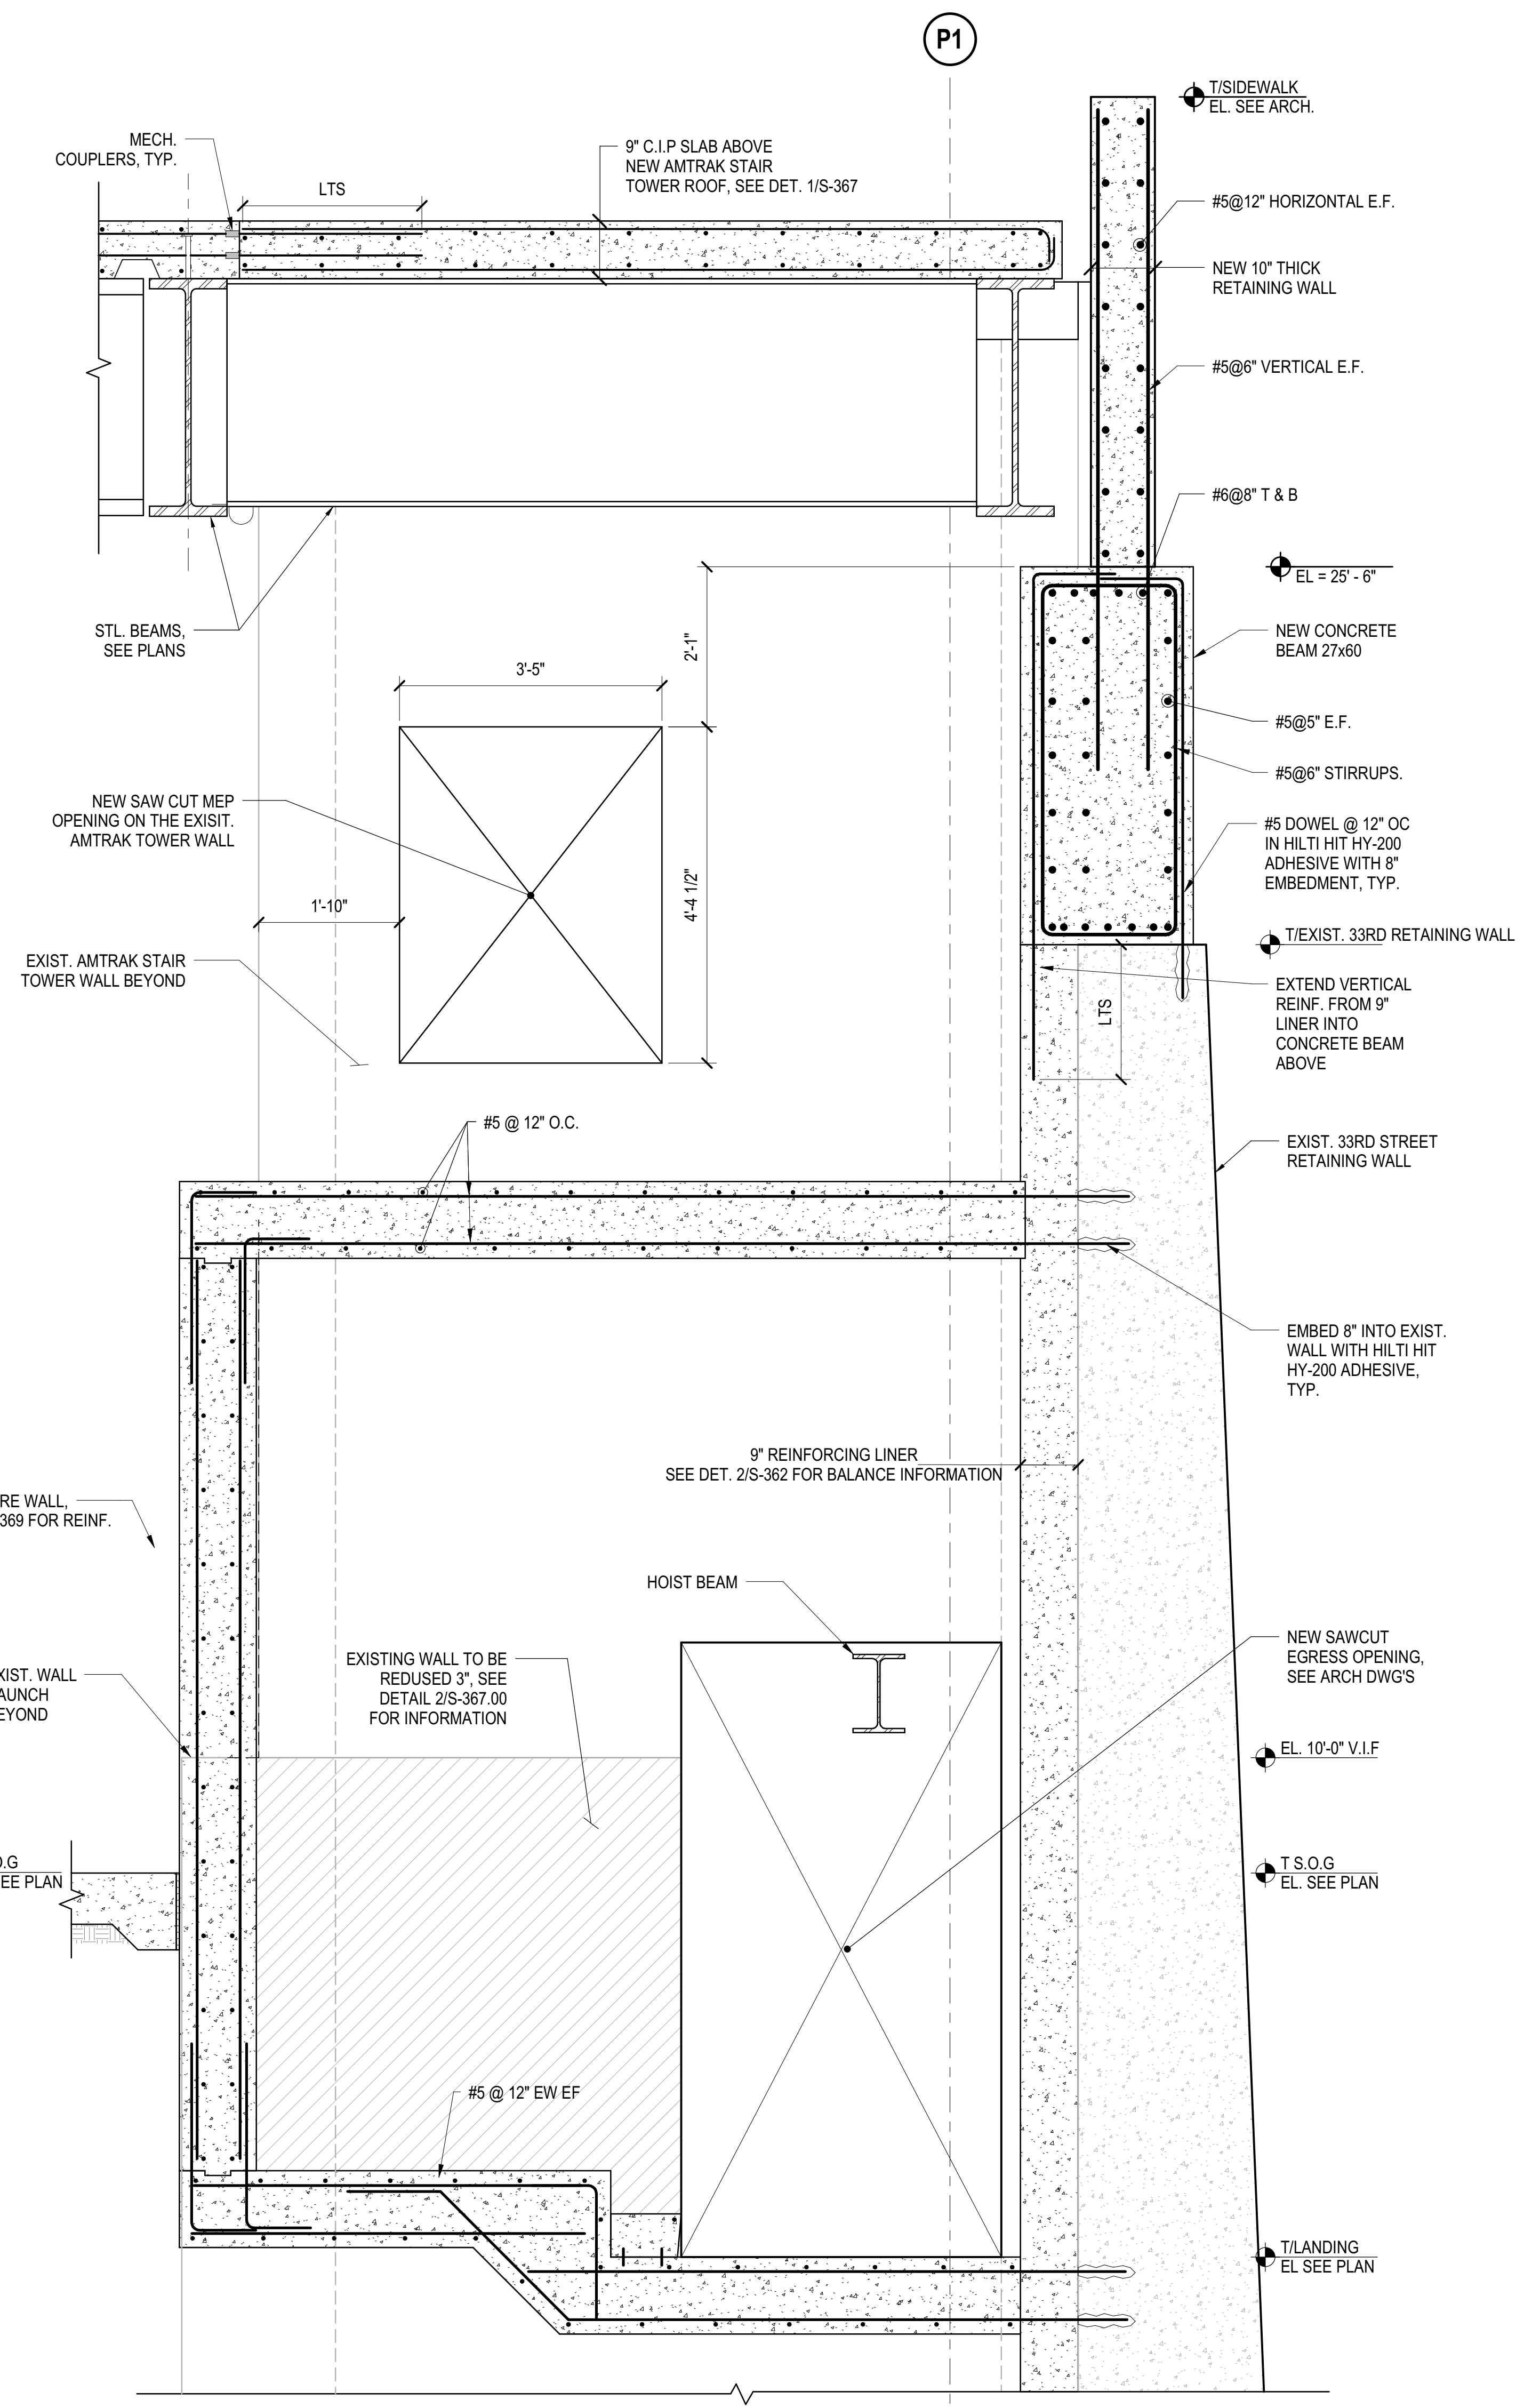 P1
T/SIDEWALK
EL. SEE ARCH.
MECH.
COUPLERS, TYP.
9" C.I.P SLAB ABOVE
NEW AMTRAK STAIR
TOWER ROOF, SEE DET. 1/S-367
LTS
#5@12" HORIZONTAL E.F.
NEW 10" THICK
RETAINING WALL
#5@6" VERTICAL E.F.
#6@8" T & B
EL = 25' - 6"
STL. BEAMS,
SEE PLANS
2'-1"
NEW CONCRETE
BEAM 27x60
3'-5"
#5@5" E.F.
#5@6" STIRRUPS.
NEW SAW CUT MEP
OPENING ON THE EXISIT.
AMTRAK TOWER WALL
#5 DOWEL @ 12" OC
IN HILTI HIT HY-200
ADHESIVE WITH 8"
EMBEDMENT, TYP.
4'-4 1/2"
1'-10"
T/EXIST. 33RD RETAINING WALL
EXIST. AMTRAK STAIR
TOWER WALL BEYOND
EXTEND VERTICAL
REINF. FROM 9"
LINER INTO
CONCRETE BEAM
ABOVE
LTS
#5 @ 12" O.C.
EXIST. 33RD STREET
RETAINING WALL
EMBED 8" INTO EXIST.
WALL WITH HILTI HIT
HY-200 ADHESIVE,
TYP.
9" REINFORCING LINER
SEE DET. 2/S-362 FOR BALANCE INFORMATION
RE WALL,
369 FOR REINF.
HOIST BEAM
NEW SAWCUT
EGRESS OPENING,
SEE ARCH DWG'S
EXISTING WALL TO BE
REDUSED 3", SEE
DETAIL 2/S-367.00
FOR INFORMATION
XIST. WALL
AUNCH
EYOND
EL. 10'-0" V.I.F
O.G
EE PLAN
T S.O.G
EL. SEE PLAN
#5 @ 12" EW EF
T/LANDING
EL SEE PLAN